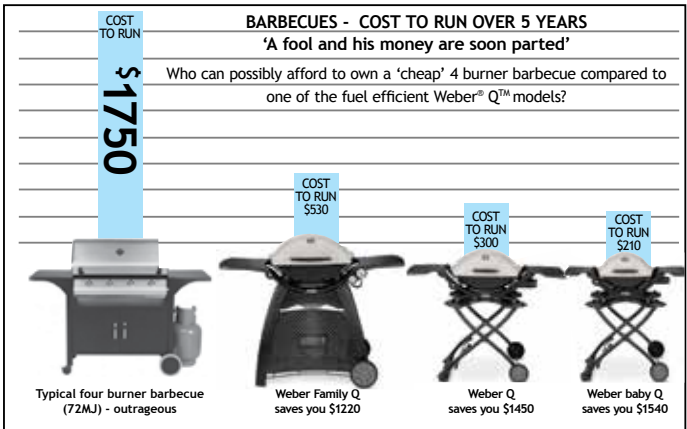 COST
TO RUN
$1750
BARBECUES - COST TO RUN OVER 5 YEARS
‘A fool and his money are soon parted’
Who can possibly afford to own a ‘cheap’ 4 burner barbecue compared to
one of the fuel efficient Weber® Q™ models?
COST
TO RUN
$530
COST
TO RUN
$300
COST
TO RUN
$210
Typical four burner barbecue
(72MJ) - outrageous
Weber Family Q
saves you $1220
Weber Q
saves you $1450
Weber baby Q
saves you $1540